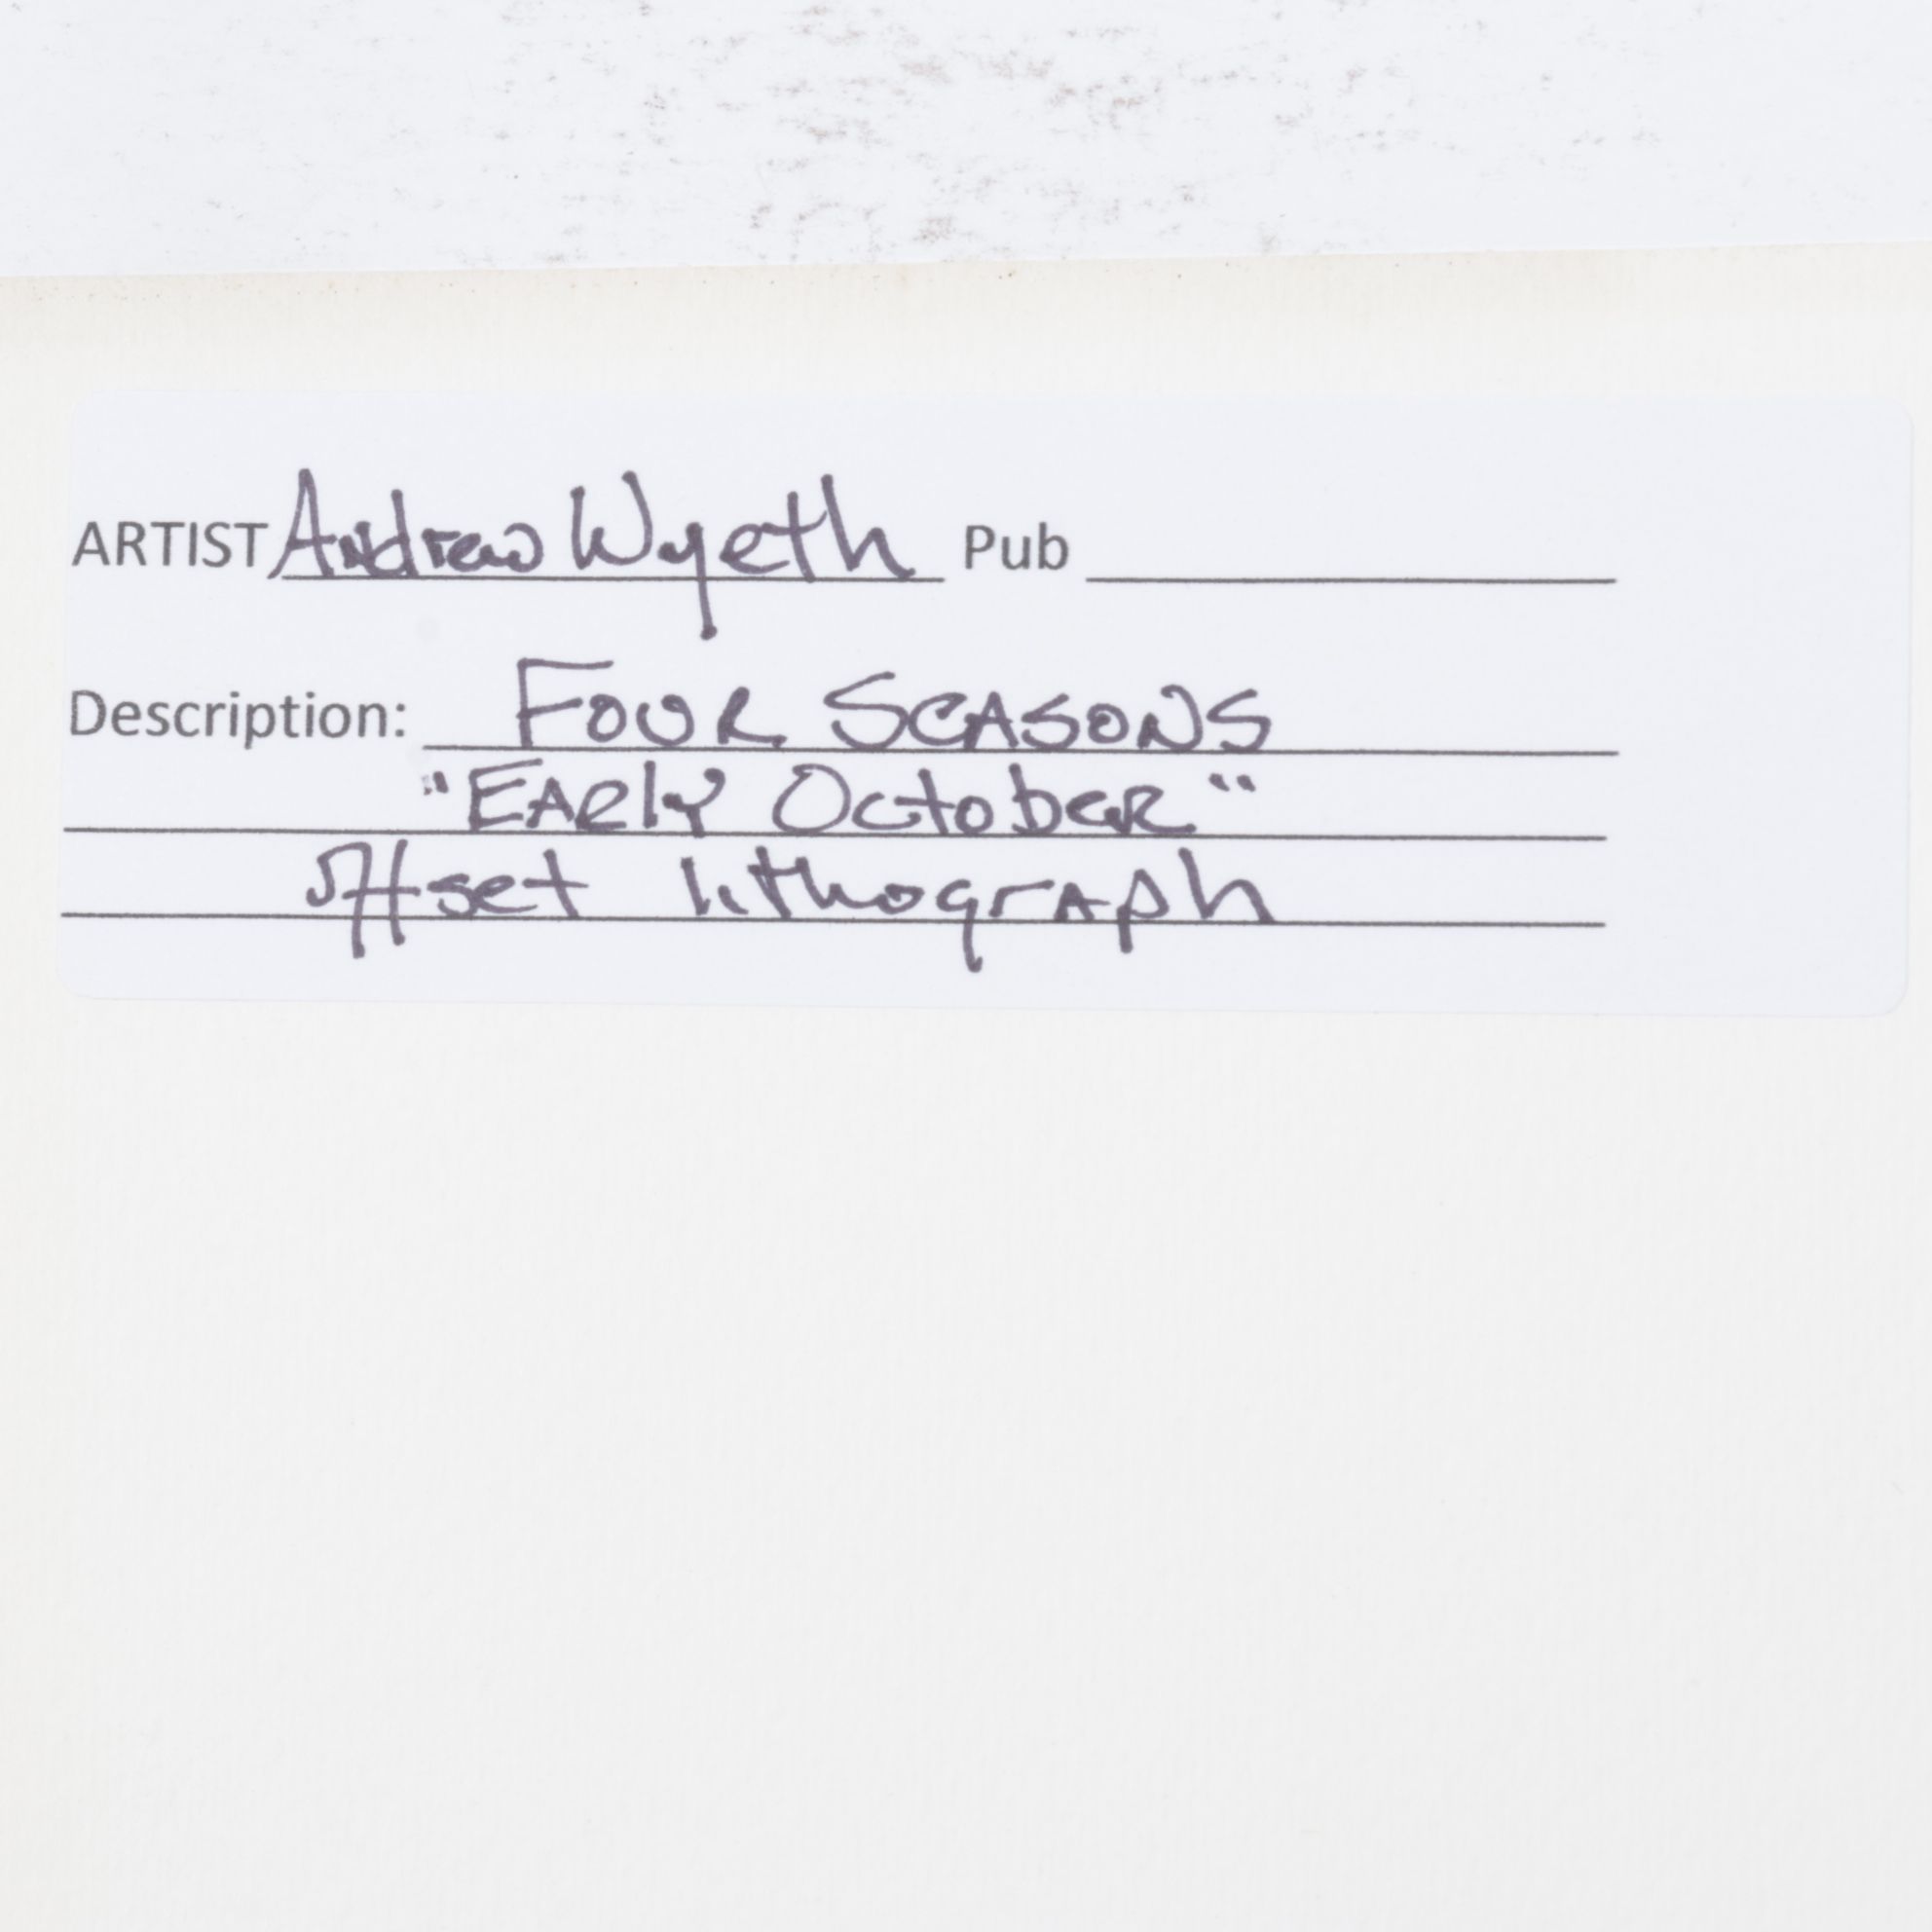 ARTIST Andrew Wyeth Pub
Description: FOUR SEASONS
"EARly OctobeR"
offset lithogrAph